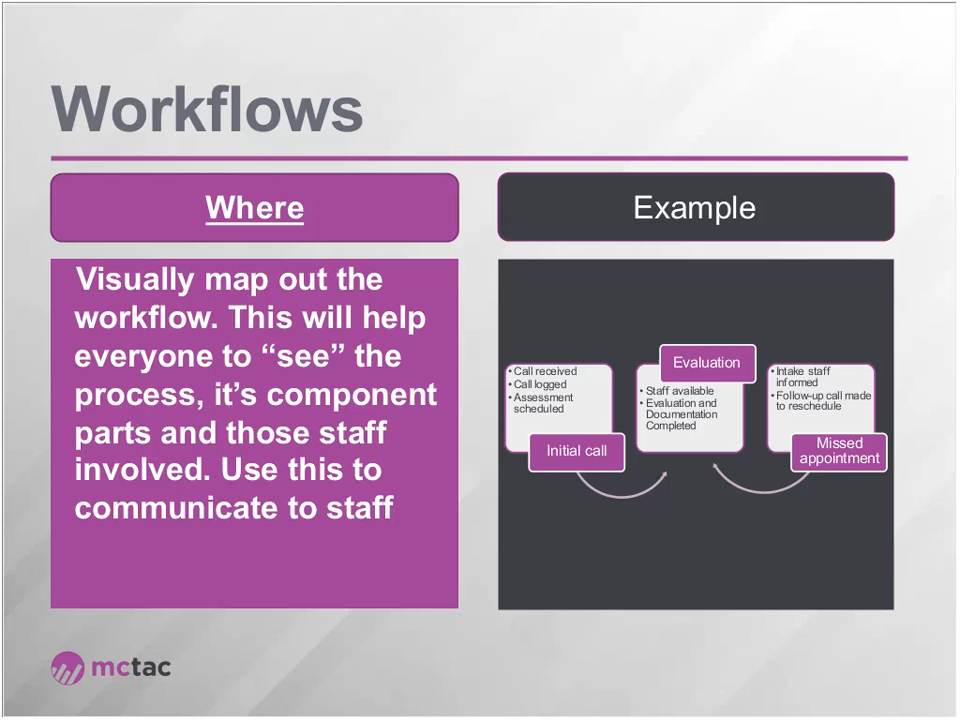 Workflows
Where
Visually map out the
workflow. This will help
everyone to “see” the
process, it’s component
parts and those staff
involved. Use this to
communicate to staff
Example
• Call received
• Call logged
• Assessment
scheduled
Initial call
Evaluation
• Staff available
• Evaluation and
Documentation
Completed
• Intake staff
informed
• Follow-up call made
to reschedule
Missed
appointment
mctac